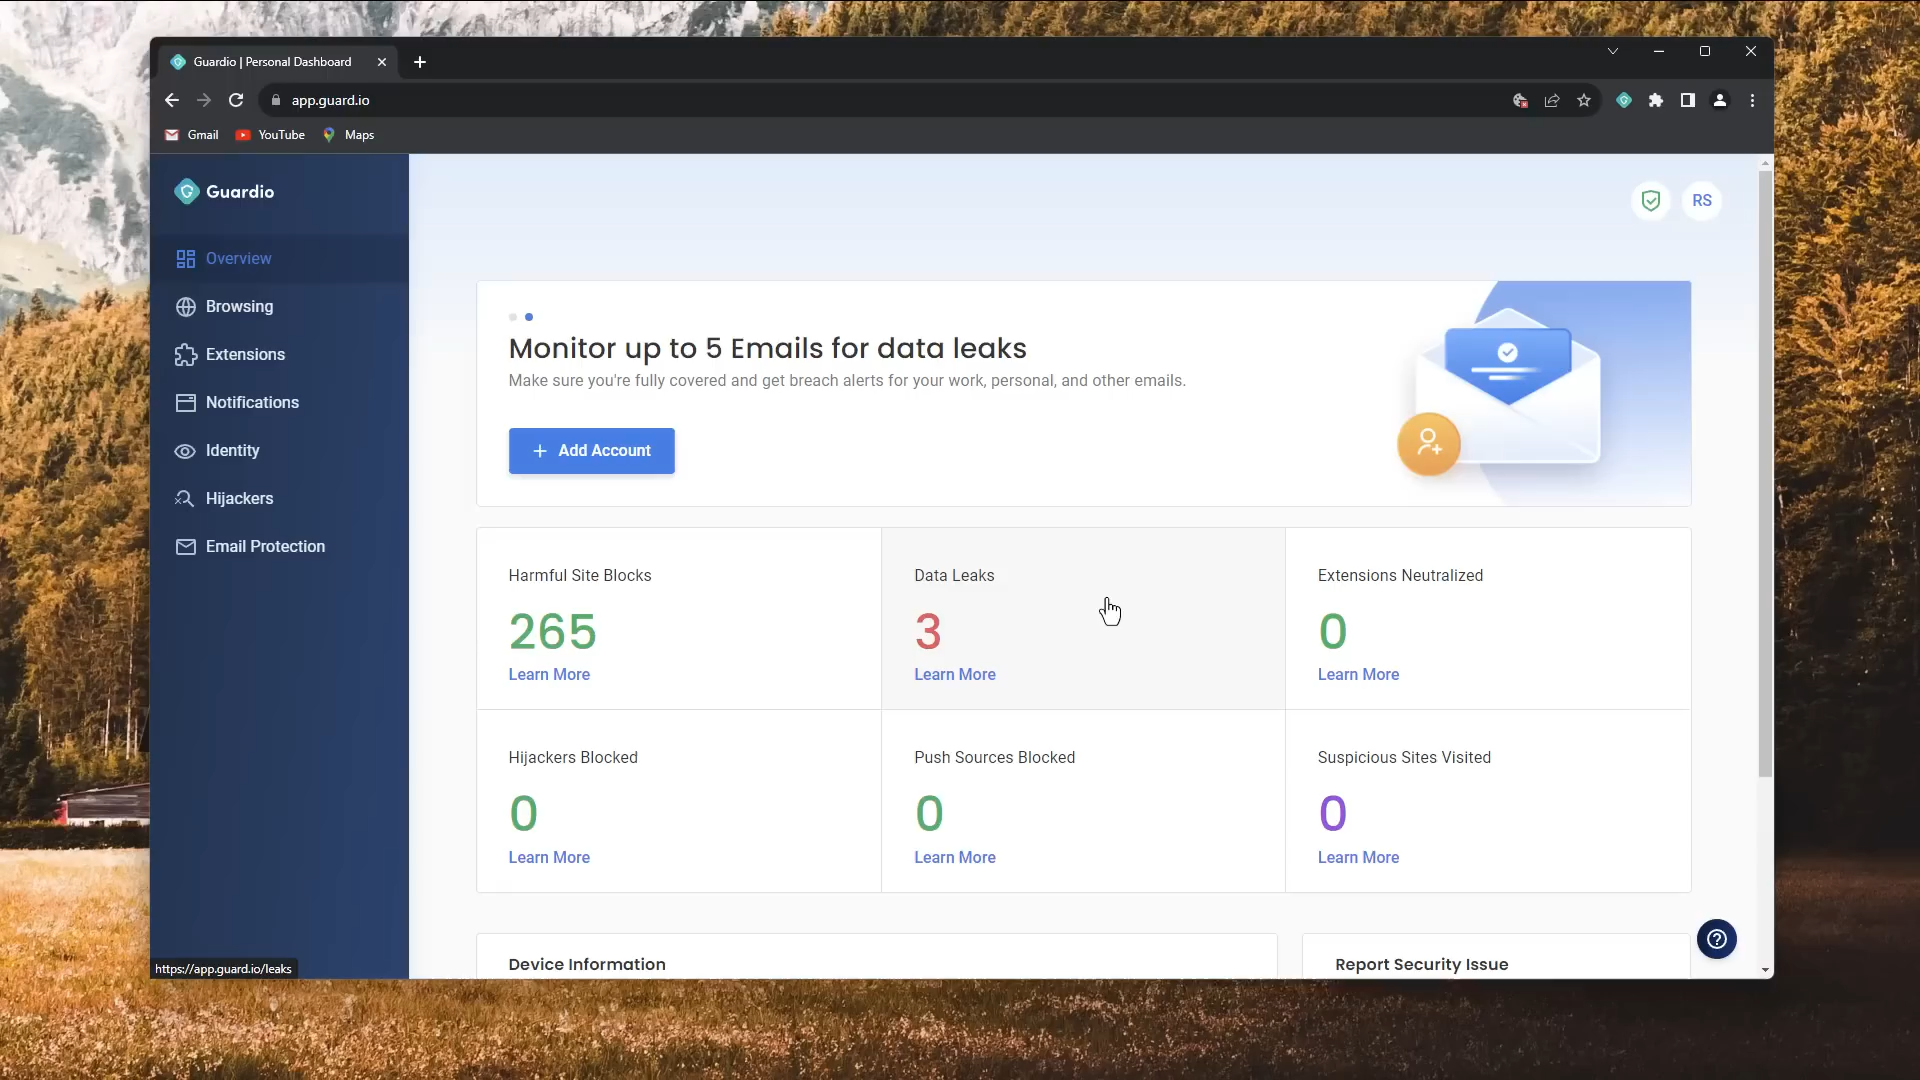 Guardio | Personal Dashboard
app.guard.io
Gmail YouTube Maps
Guardio
RS
Overview
Browsing
Extensions
Notifications
Identity
Hijackers
Email Protection
Monitor up to 5 Emails for data leaks
Make sure you're fully covered and get breach alerts for your work, personal, and other emails.
+ Add Account
Harmful Site Blocks
265
Learn More
Data Leaks
3
Learn More
Extensions Neutralized
0
Learn More
Hijackers Blocked
0
Learn More
Push Sources Blocked
0
Learn More
Suspicious Sites Visited
0
Learn More
Device Information
Report Security Issue
https://app.guard.io/leaks